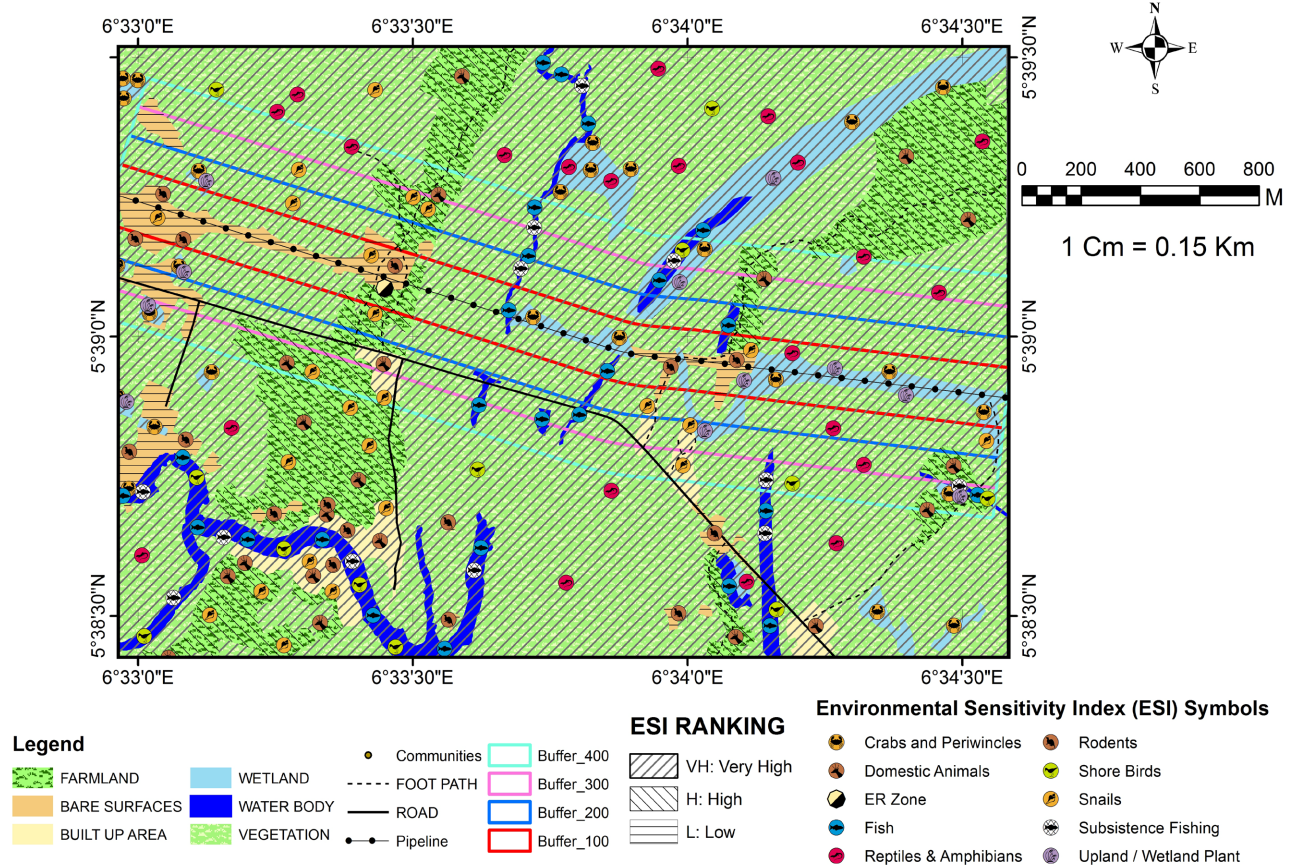 6°33'0"E 6°33'30"E 6°34'0"E 6°34'30"E
N
W E
S
5°39'30"N 5°39'30"N
0 200 400 600 800
M
1 Cm = 0.15 Km
5°39'0"N 5°39'0"N
5°38'30"N 5°38'30"N
6°33'0"E 6°33'30"E 6°34'0"E 6°34'30"E
Legend
FARMLAND
BARE SURFACES
BUILT UP AREA
WETLAND
WATER BODY
VEGETATION
Communities
FOOT PATH
ROAD
Pipeline
Buffer_400
Buffer_300
Buffer_200
Buffer_100
ESI RANKING
VH: Very High
H: High
L: Low
Environmental Sensitivity Index (ESI) Symbols
Crabs and Periwincles
Domestic Animals
ER Zone
Fish
Reptiles & Amphibians
Rodents
Shore Birds
Snails
Subsistence Fishing
Upland / Wetland Plant